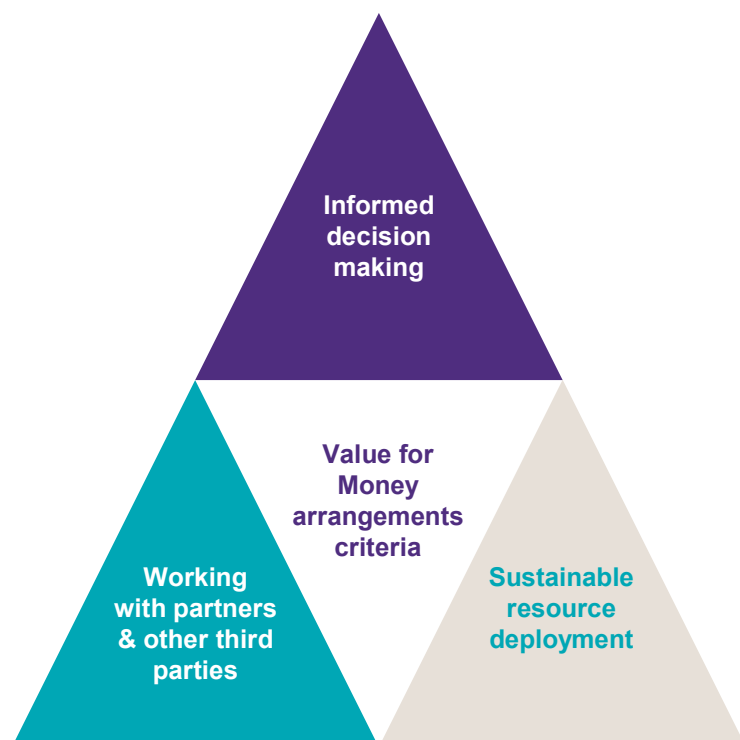 Informed
decision
making
Value for
Money
arrangements
criteria
Working
with partners
& other third
parties
Sustainable
resource
deployment